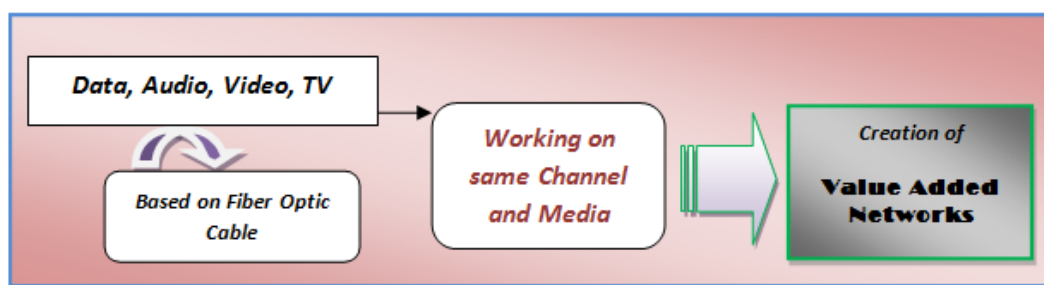 Data, Audio, Video, TV
Based on Fiber Optic
Cable
Working on
same Channel
and Media
Creation of
Value Added
Networks